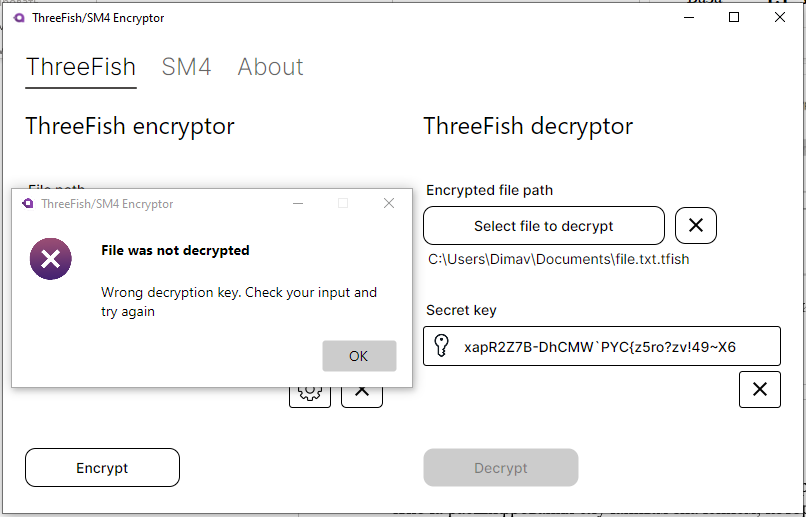 ThreeFish/SM4 Encryptor
ThreeFish SM4 About
ThreeFish encryptor
ThreeFish decryptor
File path
Encrypted file path
Select file to decrypt
C:\Users\Dimav\Documents\file.txt.tfish
Secret key
xapR2Z7B-DhCMW`PYC{z5ro?zv!49~X6
ThreeFish/SM4 Encryptor
File was not decrypted
Wrong decryption key. Check your input and
try again
OK
Encrypt
Decrypt